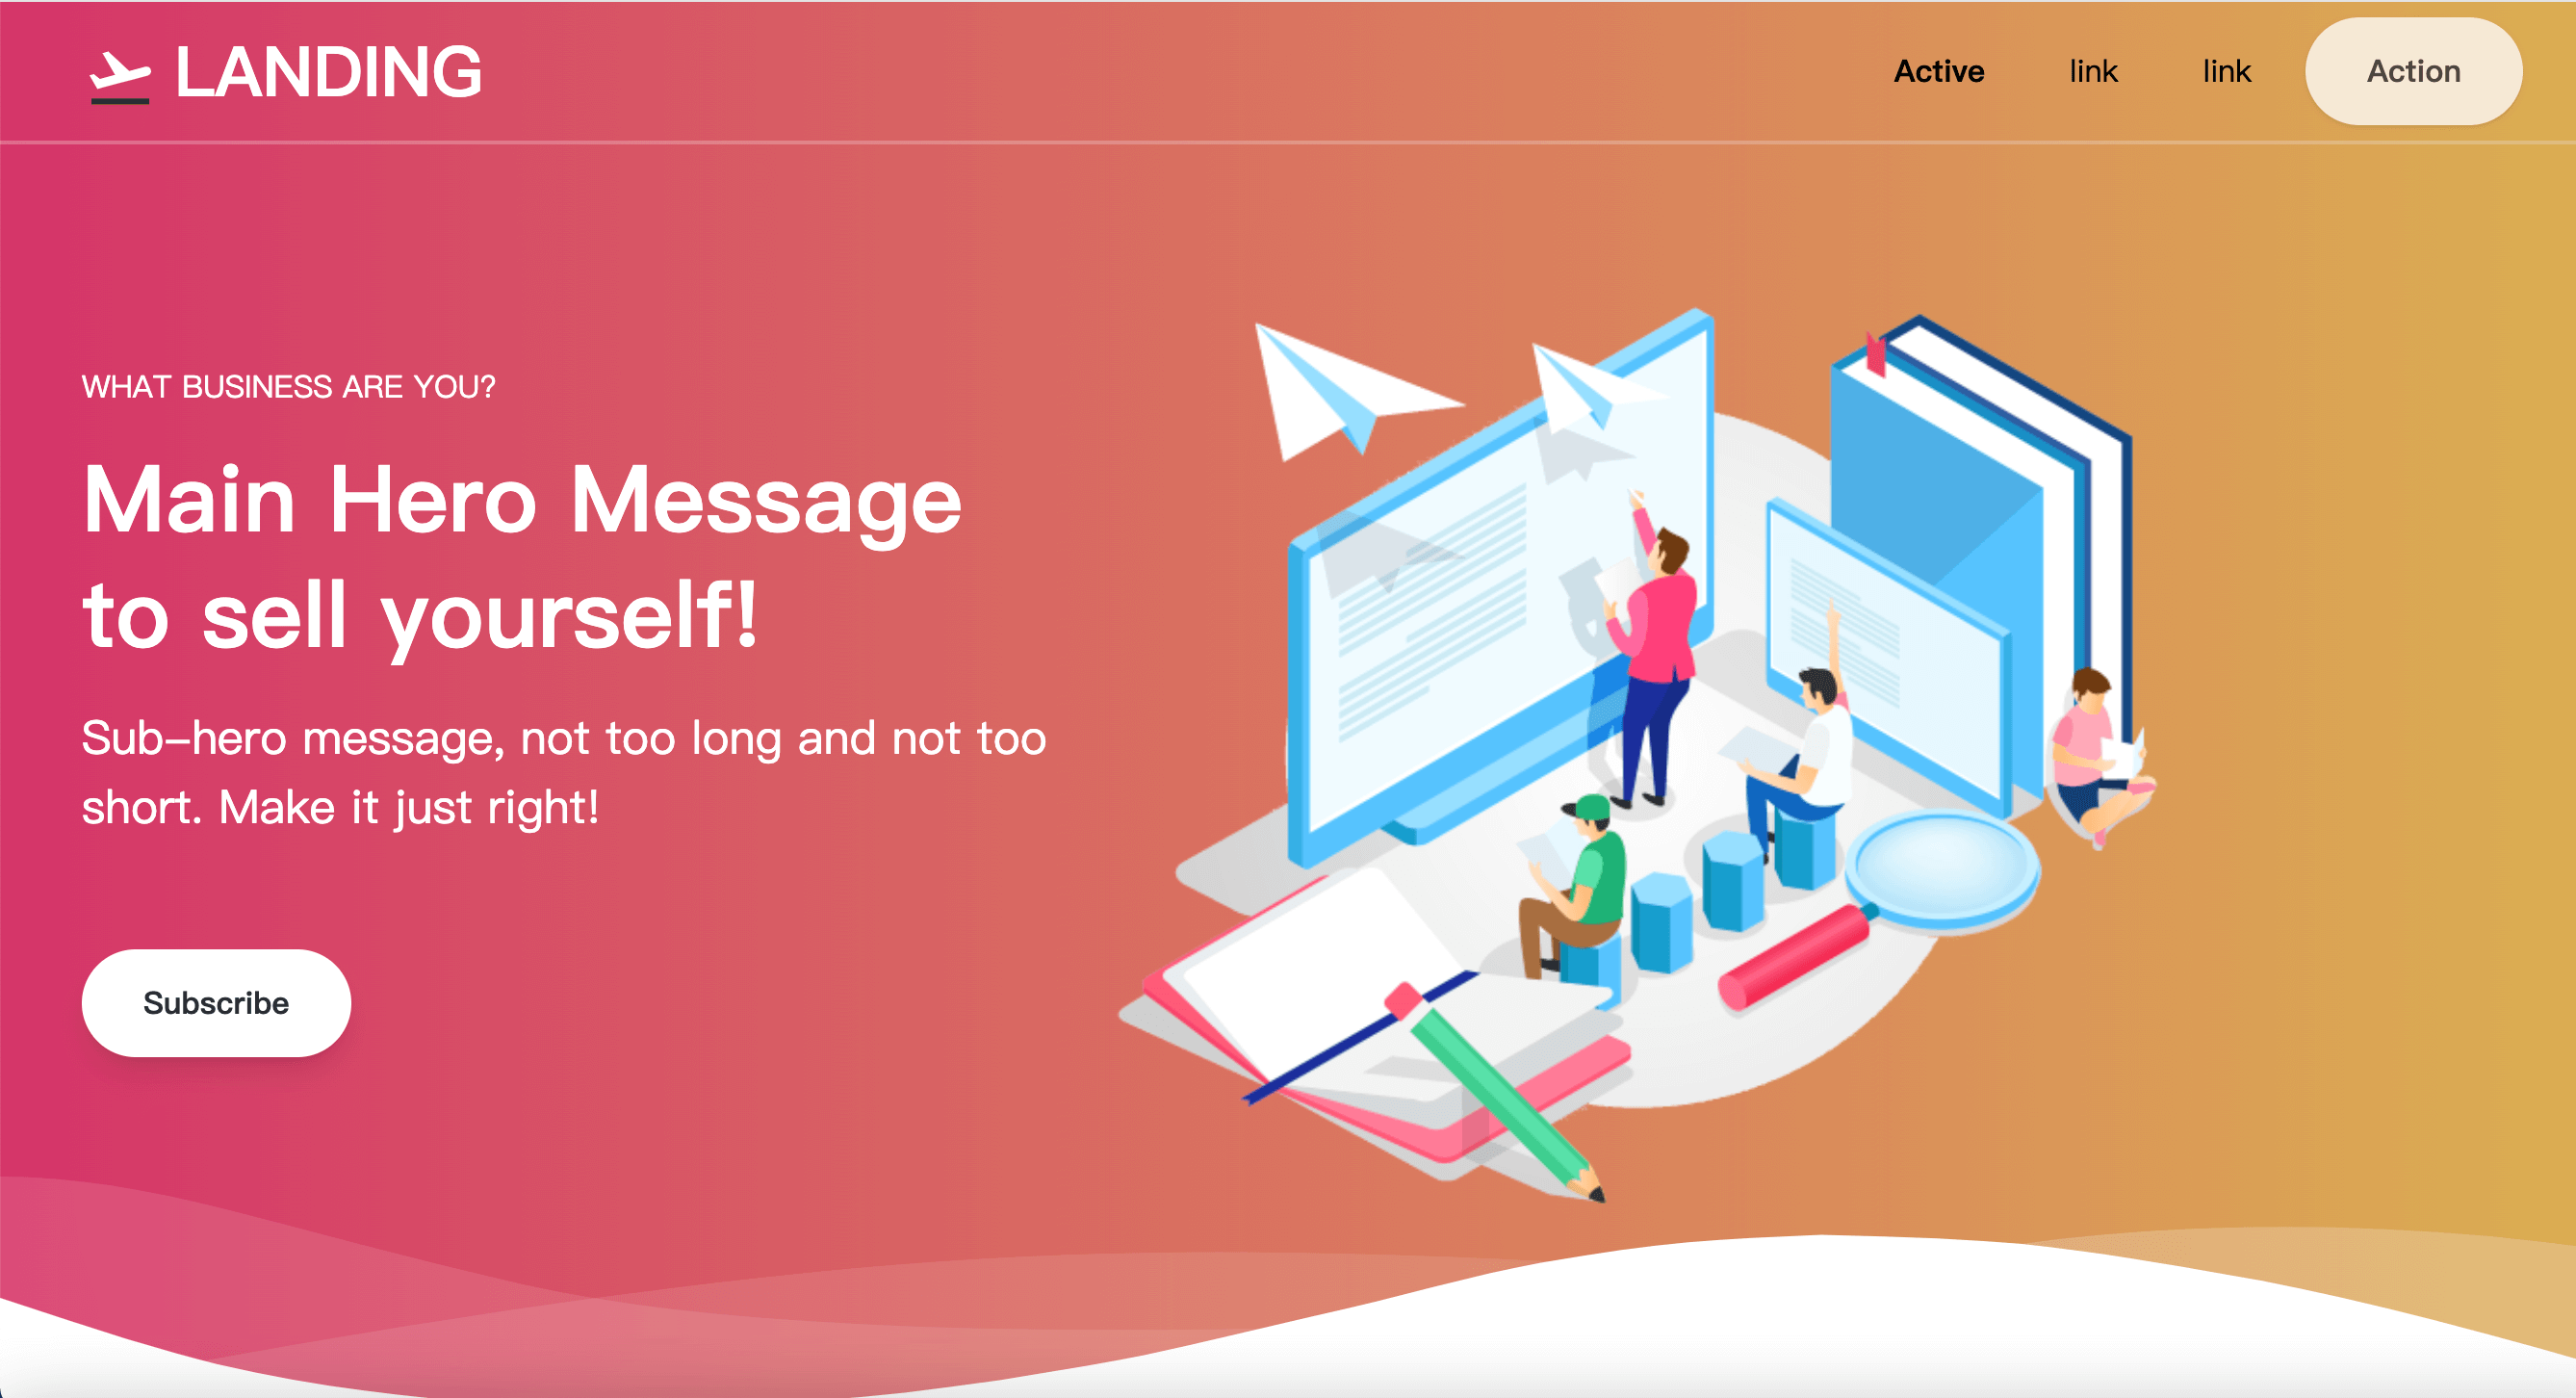 LANDING
Active
link
link
Action
WHAT BUSINESS ARE YOU?
Main Hero Message
to sell yourself!
Sub-hero message, not too long and not too
short. Make it just right!
Subscribe